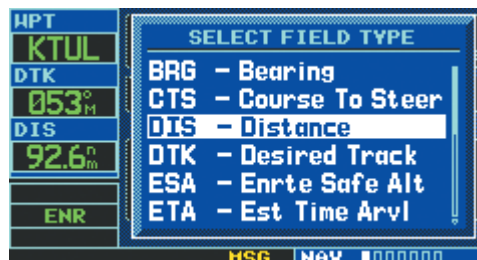 WPT
KTUL
DTK
053°M
DIS
92.6nm
ENR
SELECT FIELD TYPE
BRG – Bearing
CTS – Course To Steer
DIS – Distance
DTK – Desired Track
ESA – Enrte Safe Alt
ETA – Est Time Arvl
MSG NAV